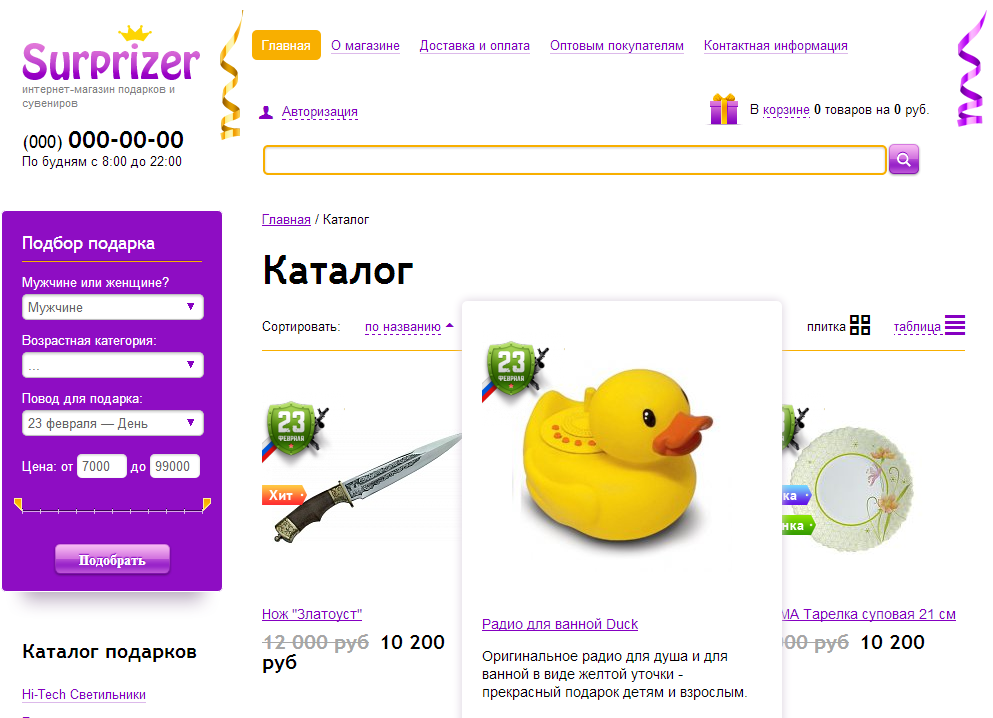 Surprizer
интернет-магазин подарков и
сувениров
(000) 000-00-00
По будням с 8:00 до 22:00
Главная О магазине Доставка и оплата Оптовым покупателям Контактная информация
Авторизация
В корзине 0 товаров на 0 руб.
Подбор подарка
Мужчине или женщине?
Мужчине
Возрастная категория:
...
Повод для подарка:
23 февраля — День
Цена: от 7000 до 99000
Подобрать
Каталог подарков
Hi-Tech Светильники
Главная / Каталог
Каталог
Сортировать: по названию
плитка таблица
23
ФЕВРАЛЯ
Хит
Нож "Златоуст"
12 000 руб 10 200
руб
23
ФЕВРАЛЯ
Радио для ванной Duck
Оригинальное радио для душа и для
ванной в виде желтой уточки -
прекрасный подарок детям и взрослым.
ка
нка
МА Тарелка суповая 21 см
00 руб 10 200